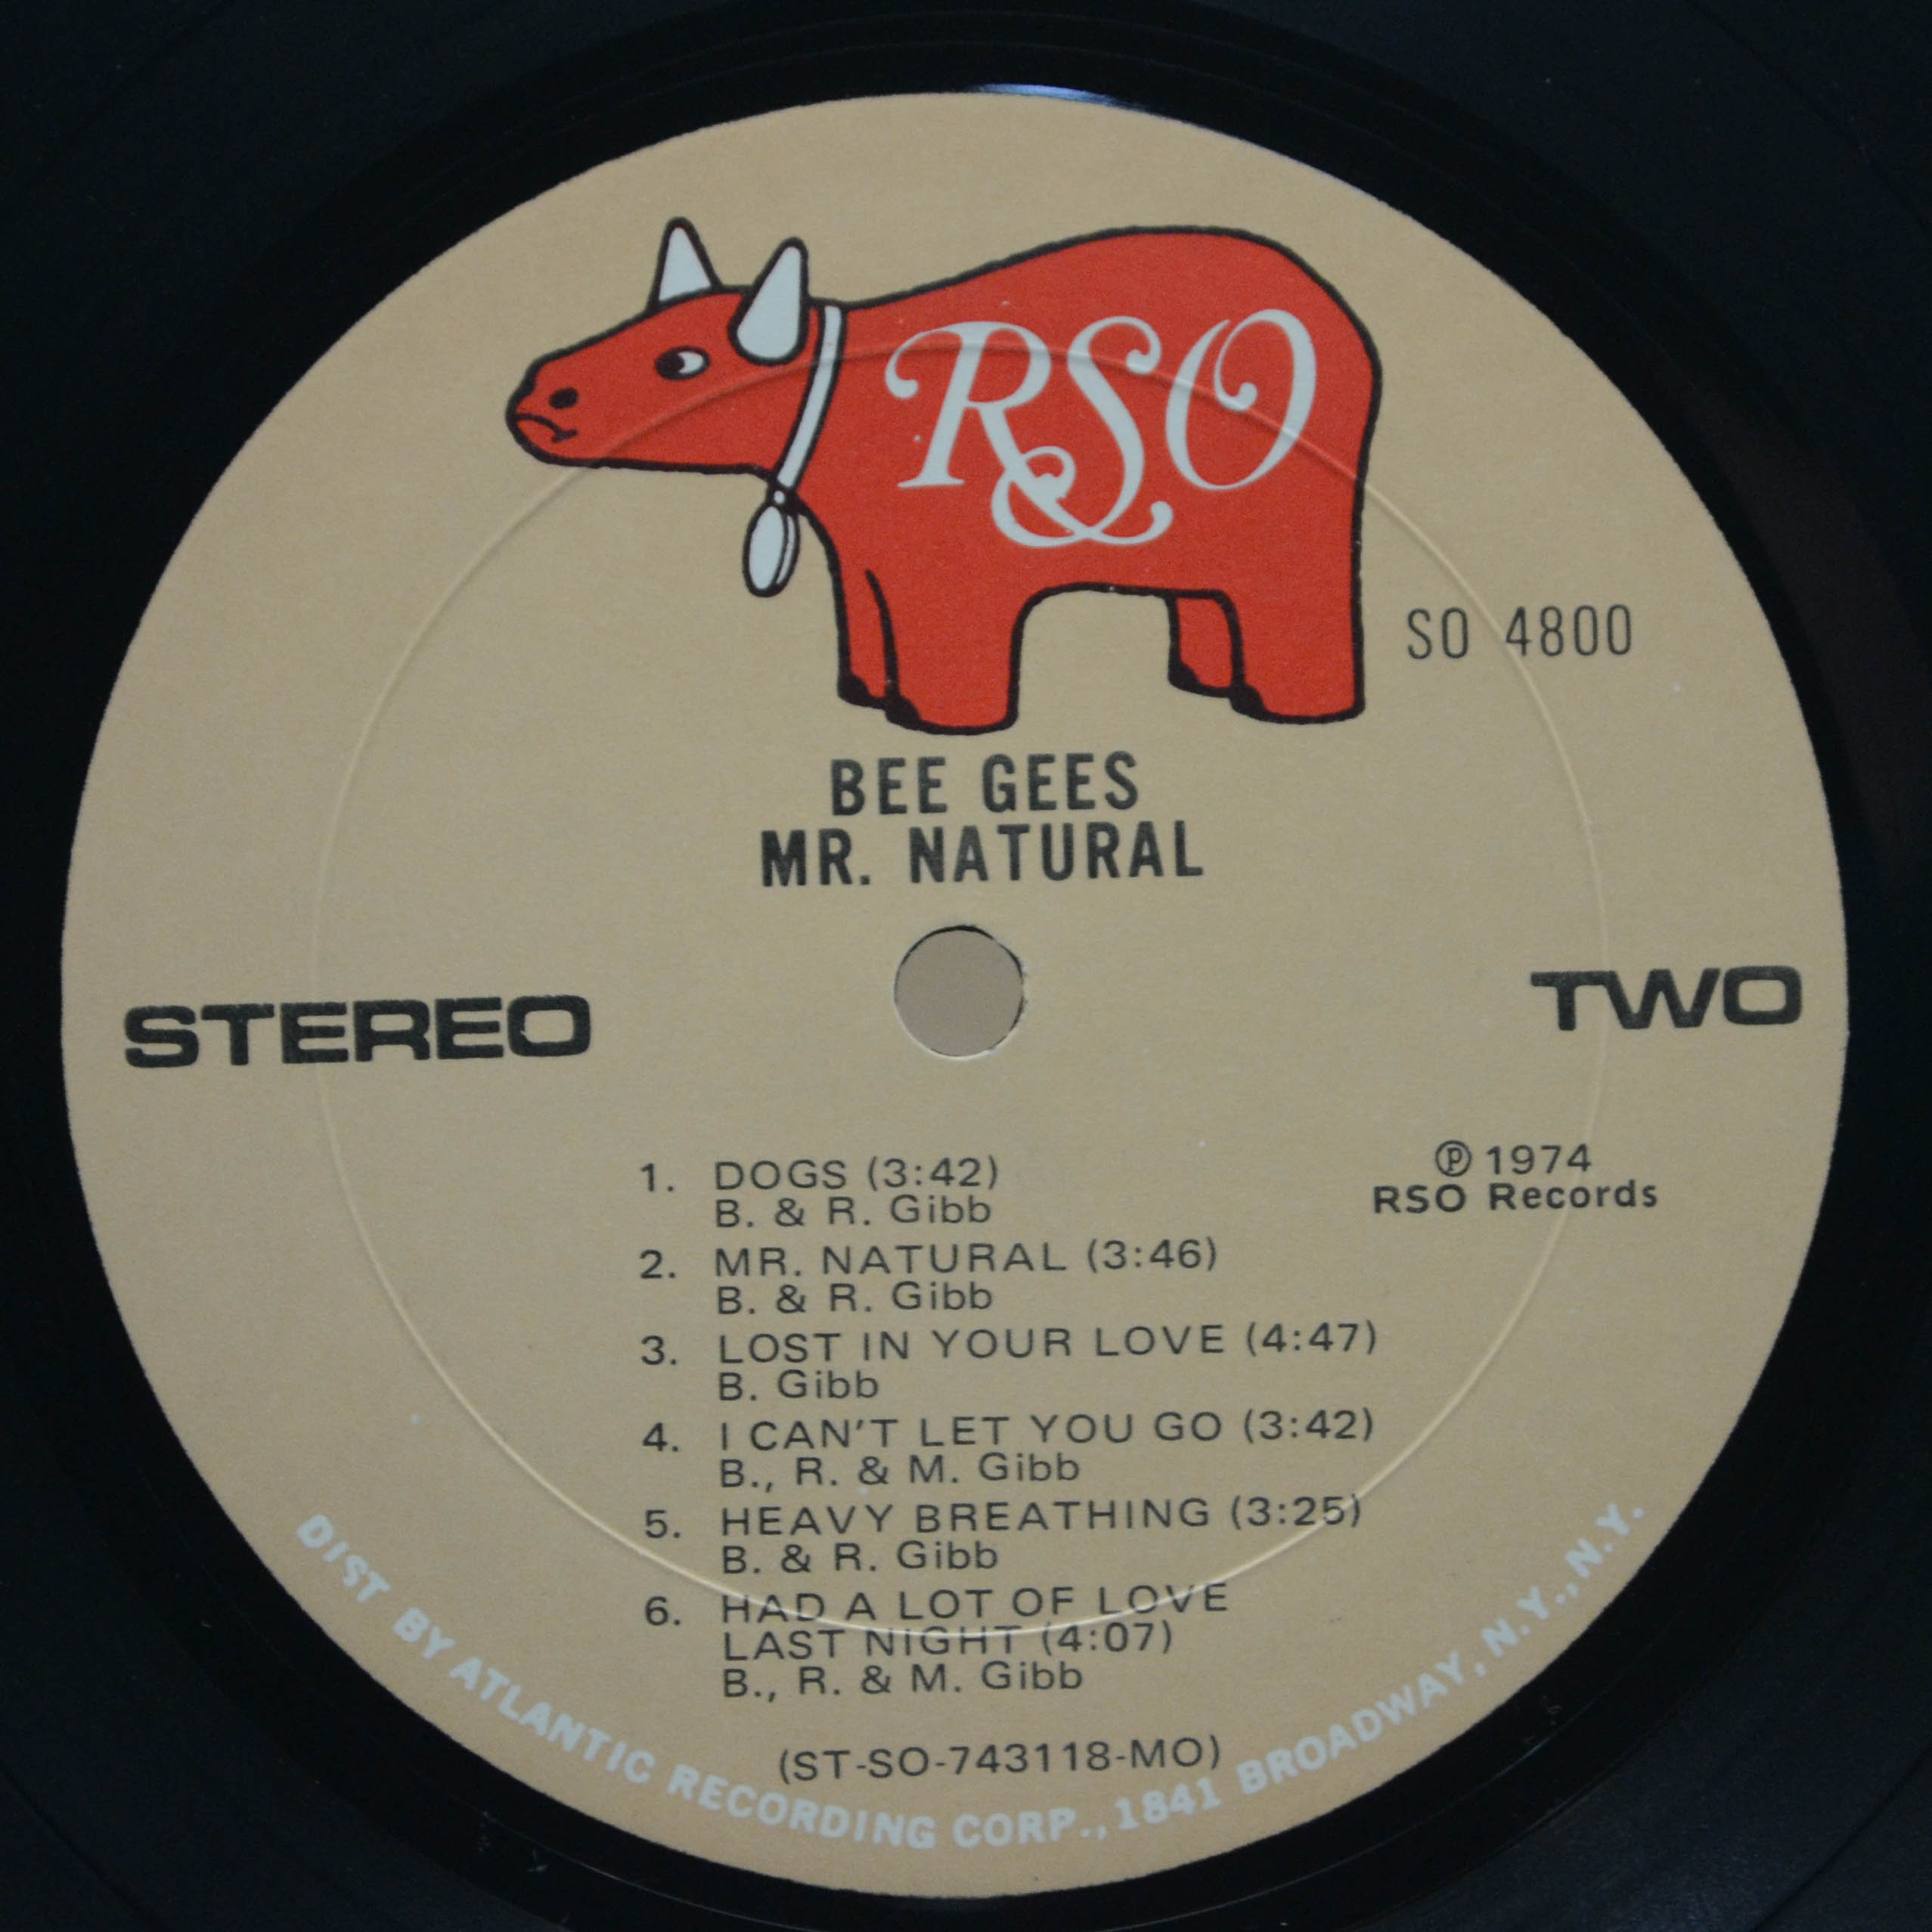 RSO
SO 4800
BEE GEES
MR. NATURAL
STEREO
TWO
℗ 1974
RSO Records
1. DOGS (3:42)
B. & R. Gibb
2. MR. NATURAL (3:46)
B. & R. Gibb
3. LOST IN YOUR LOVE (4:47)
B. Gibb
4. I CAN'T LET YOU GO (3:42)
B., R. & M. Gibb
5. HEAVY BREATHING (3:25)
B. & R. Gibb
6. HAD A LOT OF LOVE
LAST NIGHT (4:07)
B., R. & M. Gibb
(ST-SO-743118-MO)
DIST BY ATLANTIC RECORDING CORP., 1841 BROADWAY, N.Y., N.Y.